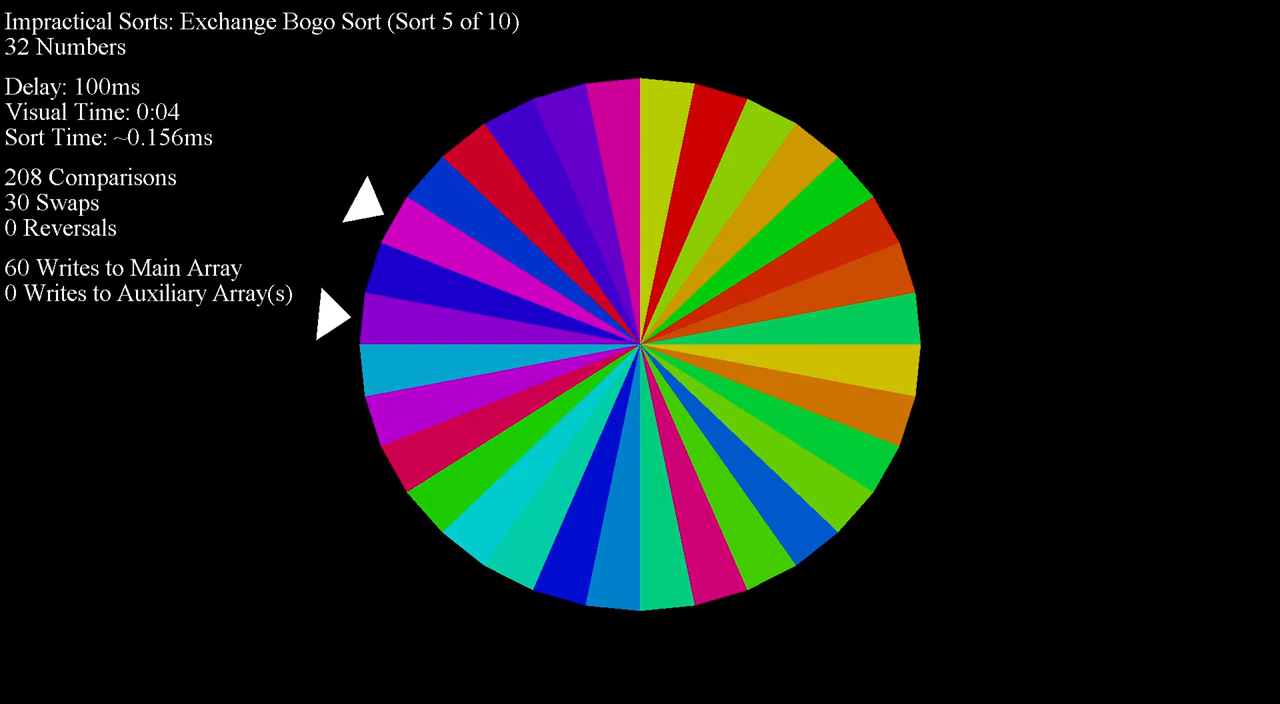 Impractical Sorts: Exchange Bogo Sort (Sort 5 of 10)
32 Numbers
Delay: 100ms
Visual Time: 0:04
Sort Time: ~0.156ms
208 Comparisons
30 Swaps
0 Reversals
60 Writes to Main Array
0 Writes to Auxiliary Array(s)